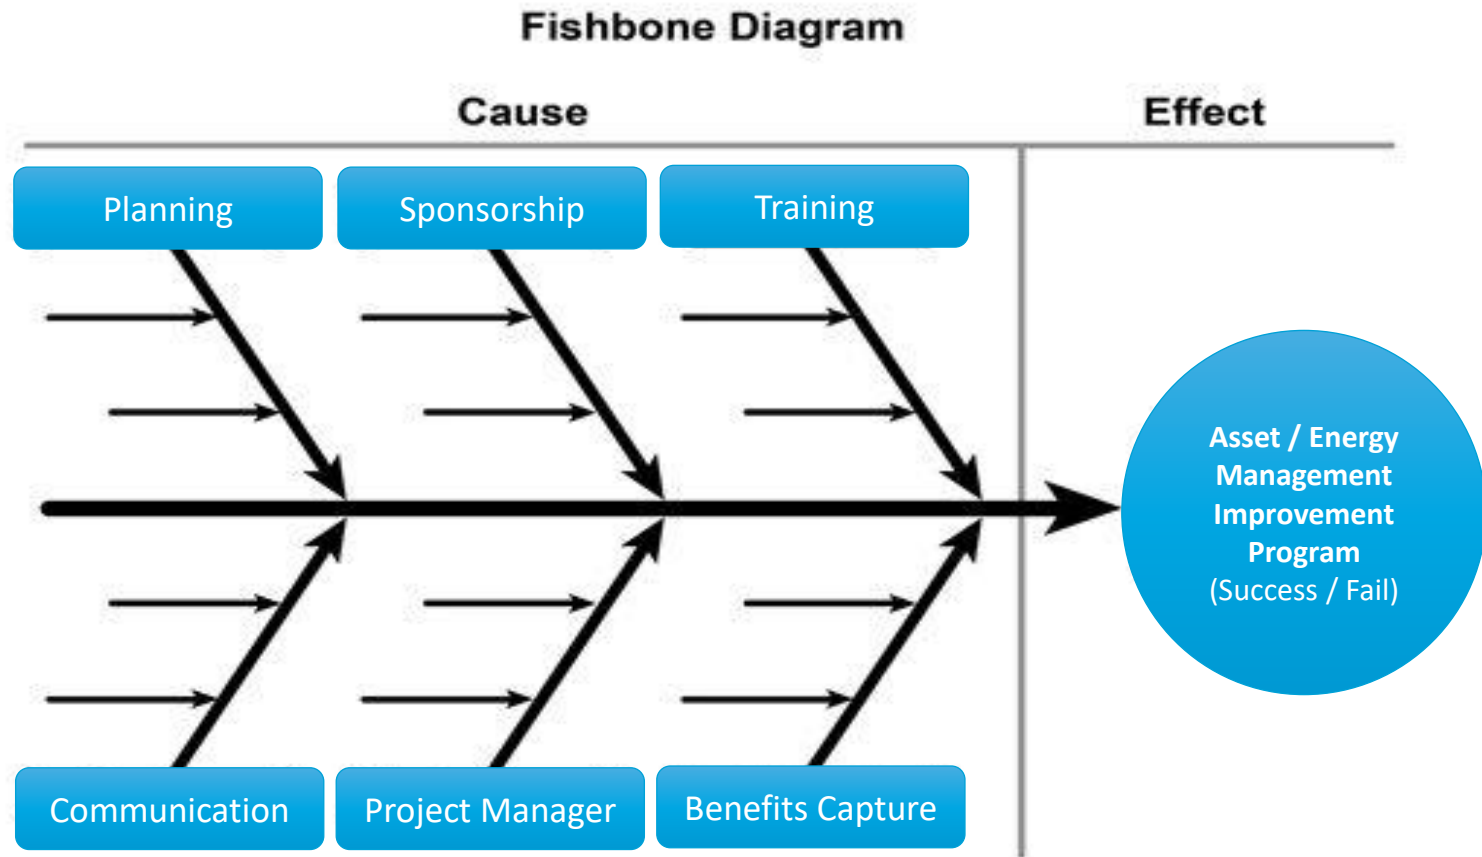 Fishbone Diagram
Cause
Effect
Planning
Sponsorship
Training
Asset / Energy
Management
Improvement
Program
(Success / Fail)
Communication
Project Manager
Benefits Capture